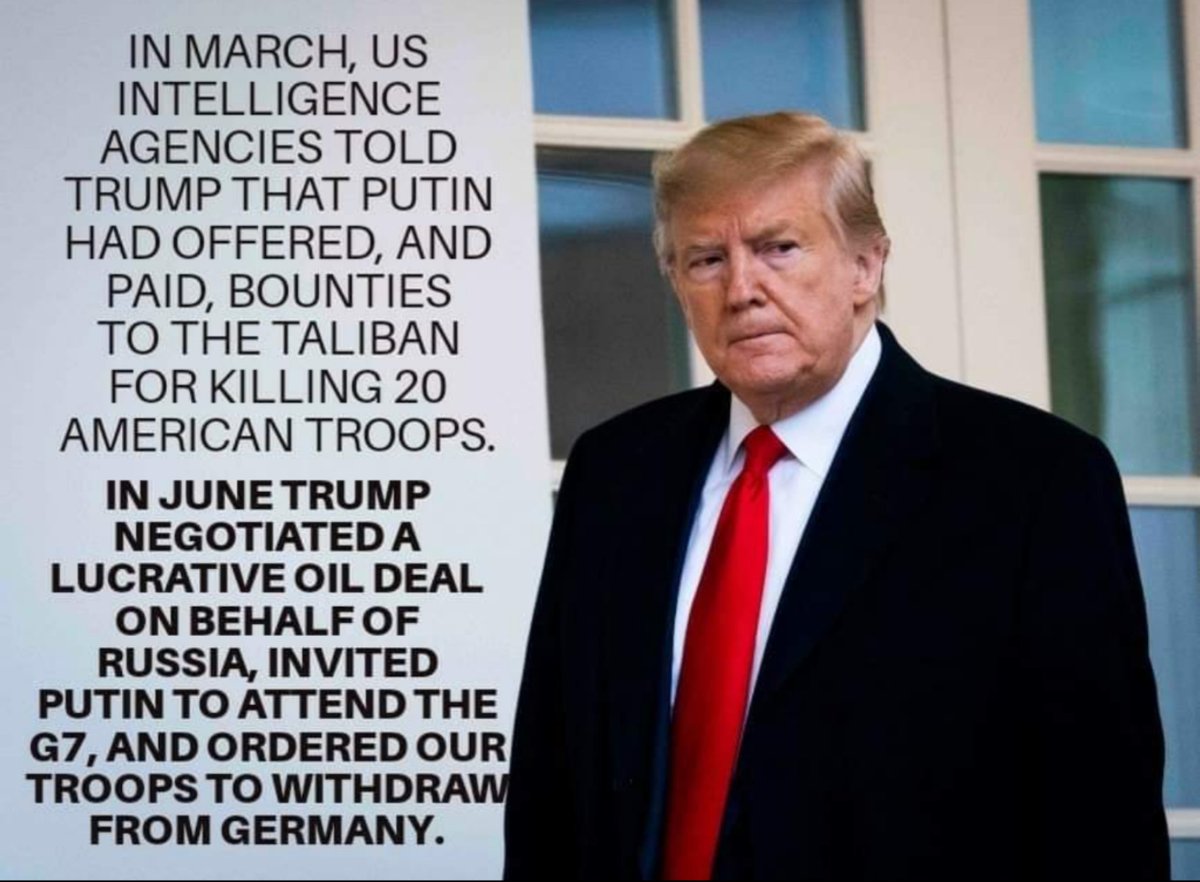 IN MARCH, US
INTELLIGENCE
AGENCIES TOLD
TRUMP THAT PUTIN
HAD OFFERED, AND
PAID, BOUNTIES
TO THE TALIBAN
FOR KILLING 20
AMERICAN TROOPS.
IN JUNE TRUMP
NEGOTIATED A
LUCRATIVE OIL DEAL
ON BEHALF OF
RUSSIA, INVITED
PUTIN TO ATTEND THE
G7, AND ORDERED OUR
TROOPS TO WITHDRAW
FROM GERMANY.